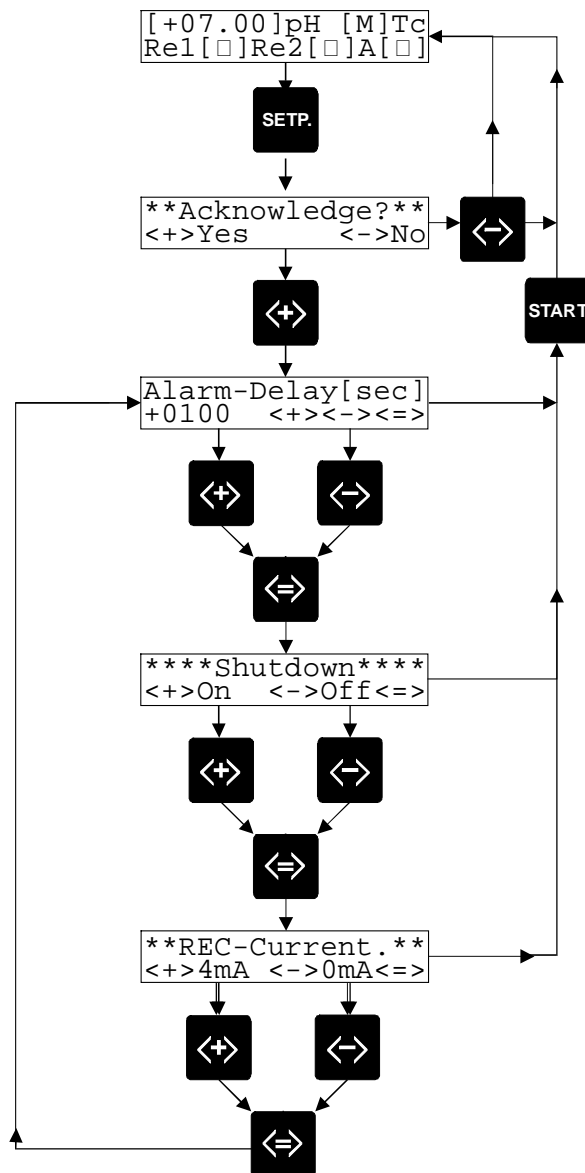 [+07.00]pH [M]Tc
Re1[□]Re2[□]A[□]
SETP.
**Acknowledge?**
<+>Yes <->No
<->
START
<+>
Alarm-Delay[sec]
+0100 <+><-><=>
<+> <->
<=>
****Shutdown****
<+>On <->Off<=>
<+> <->
<=>
**REC-Current.**
<+>4mA <->0mA<=>
<+> <->
<=>